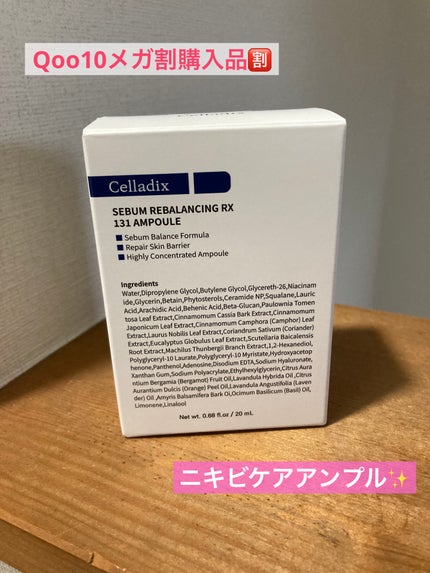 Qoo10メガ割購入品🈹
Celladix
SEBUM REBALANCING RX
131 AMPOULE
Sebum Balance Formula
Repair Skin Barrier
Highly Concentrated Ampoule
Ingredients
Water,Dipropylene Glycol,Butylene Glycol,Glycereth-26,Niacinam
ide,Glycerin,Betain,Phytosterols,Ceramide NP,Squalane,Lauric
Acid,Arachidic Acid,Behenic Acid,Beta-Glucan,Paulownia Tomen
tosa Leaf Extract,Cinnamomum Cassia Bark Extract,Cinnamomum
Japonicum Leaf Extract,Cinnamomum Camphora (Camphor) Leaf
Extract,Laurus Nobilis Leaf Extract,Coriandrum Sativum (Coriander)
Extract,Eucalyptus Globulus Leaf Extract,Scutellaria Baicalensis
Root Extract,Machilus Thunbergii Branch Extract,1,2-Hexanediol,
Polyglyceryl-10 Laurate,Polyglyceryl-10 Myristate,Hydroxyacetop
henone,Panthenol,Adenosine,Disodium EDTA,Sodium Hyaluronate,
Xanthan Gum,Sodium Polyacrylate,Ethylhexylglycerin,Citrus Aura
ntium Bergamia (Bergamot) Fruit Oil,Lavandula Hybrida Oil ,Citrus
Aurantium Dulcis (Orange) Peel Oil,Lavandula Angustifolia (Laven
der) Oil ,Amyris Balsamifera Bark Oi,Ocimum Basilicum (Basil) Oil,
Limonene,Linalool
Net wt. 0.68 fl.oz / 20 mL
ニキビケアアンプル✨